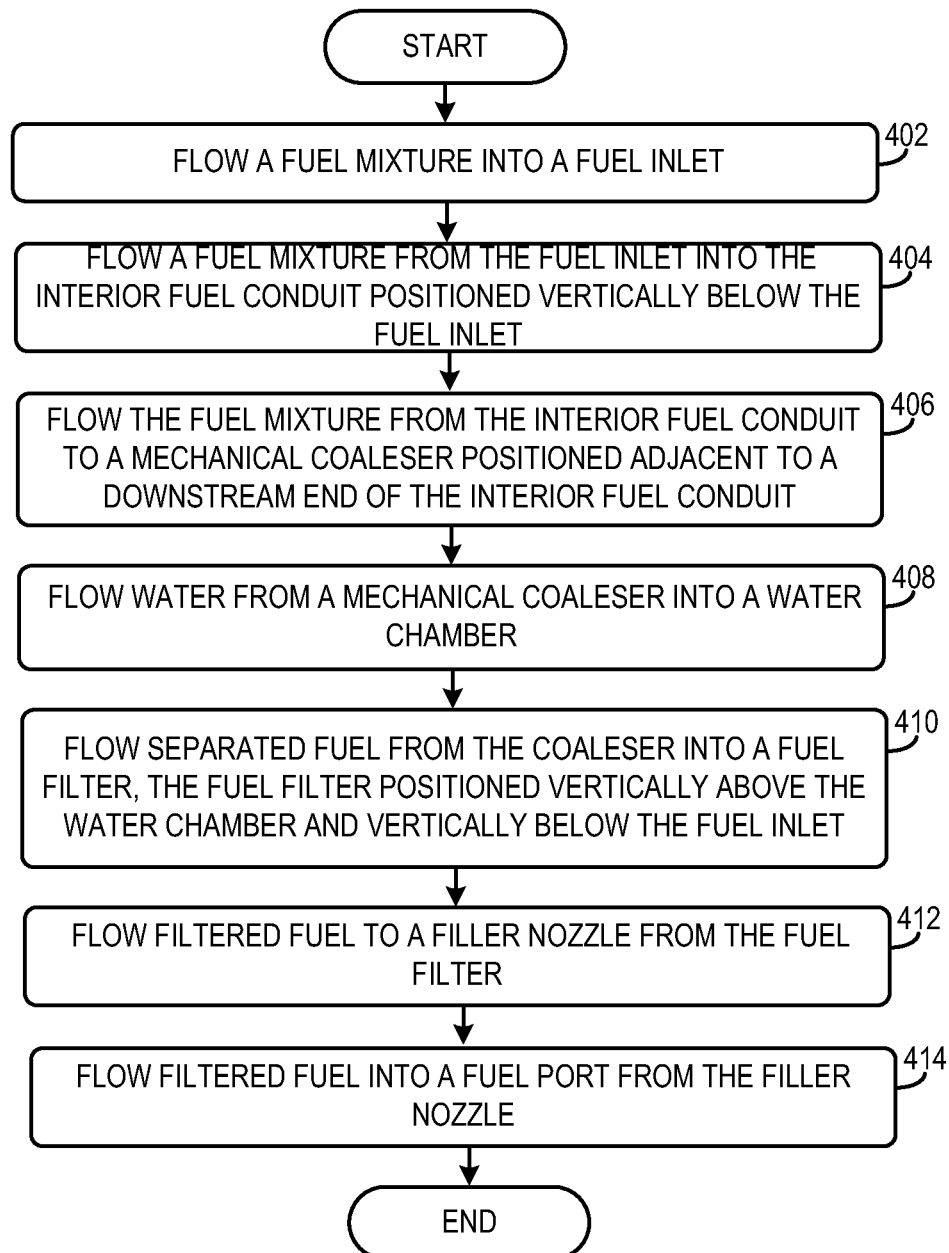 START
FLOW A FUEL MIXTURE INTO A FUEL INLET
402
FLOW A FUEL MIXTURE FROM THE FUEL INLET INTO THE
INTERIOR FUEL CONDUIT POSITIONED VERTICALLY BELOW THE
FUEL INLET
404
FLOW THE FUEL MIXTURE FROM THE INTERIOR FUEL CONDUIT
TO A MECHANICAL COALESER POSITIONED ADJACENT TO A
DOWNSTREAM END OF THE INTERIOR FUEL CONDUIT
406
FLOW WATER FROM A MECHANICAL COALESER INTO A WATER
CHAMBER
408
FLOW SEPARATED FUEL FROM THE COALESER INTO A FUEL
FILTER, THE FUEL FILTER POSITIONED VERTICALLY ABOVE THE
WATER CHAMBER AND VERTICALLY BELOW THE FUEL INLET
410
FLOW FILTERED FUEL TO A FILLER NOZZLE FROM THE FUEL
FILTER
412
FLOW FILTERED FUEL INTO A FUEL PORT FROM THE FILLER
NOZZLE
414
END